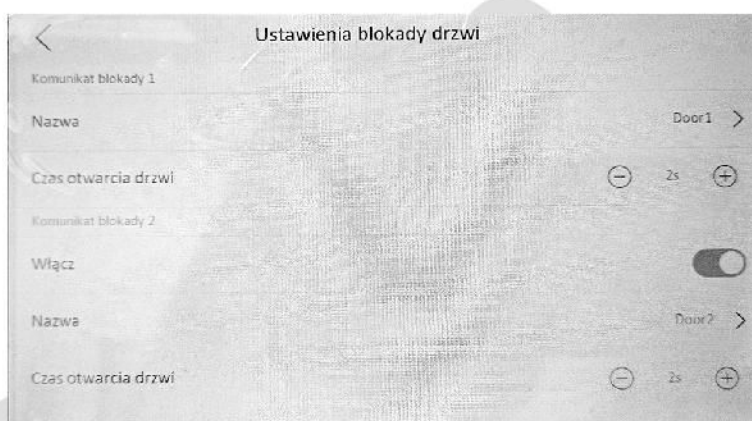 Ustawienia blokady drzwi
Komunikat blokady 1
Nazwa Door1
Czas otwarcia drzwi 2s
Komunikat blokady 2
Włącz
Nazwa Door2
Czas otwarcia drzwi 2s